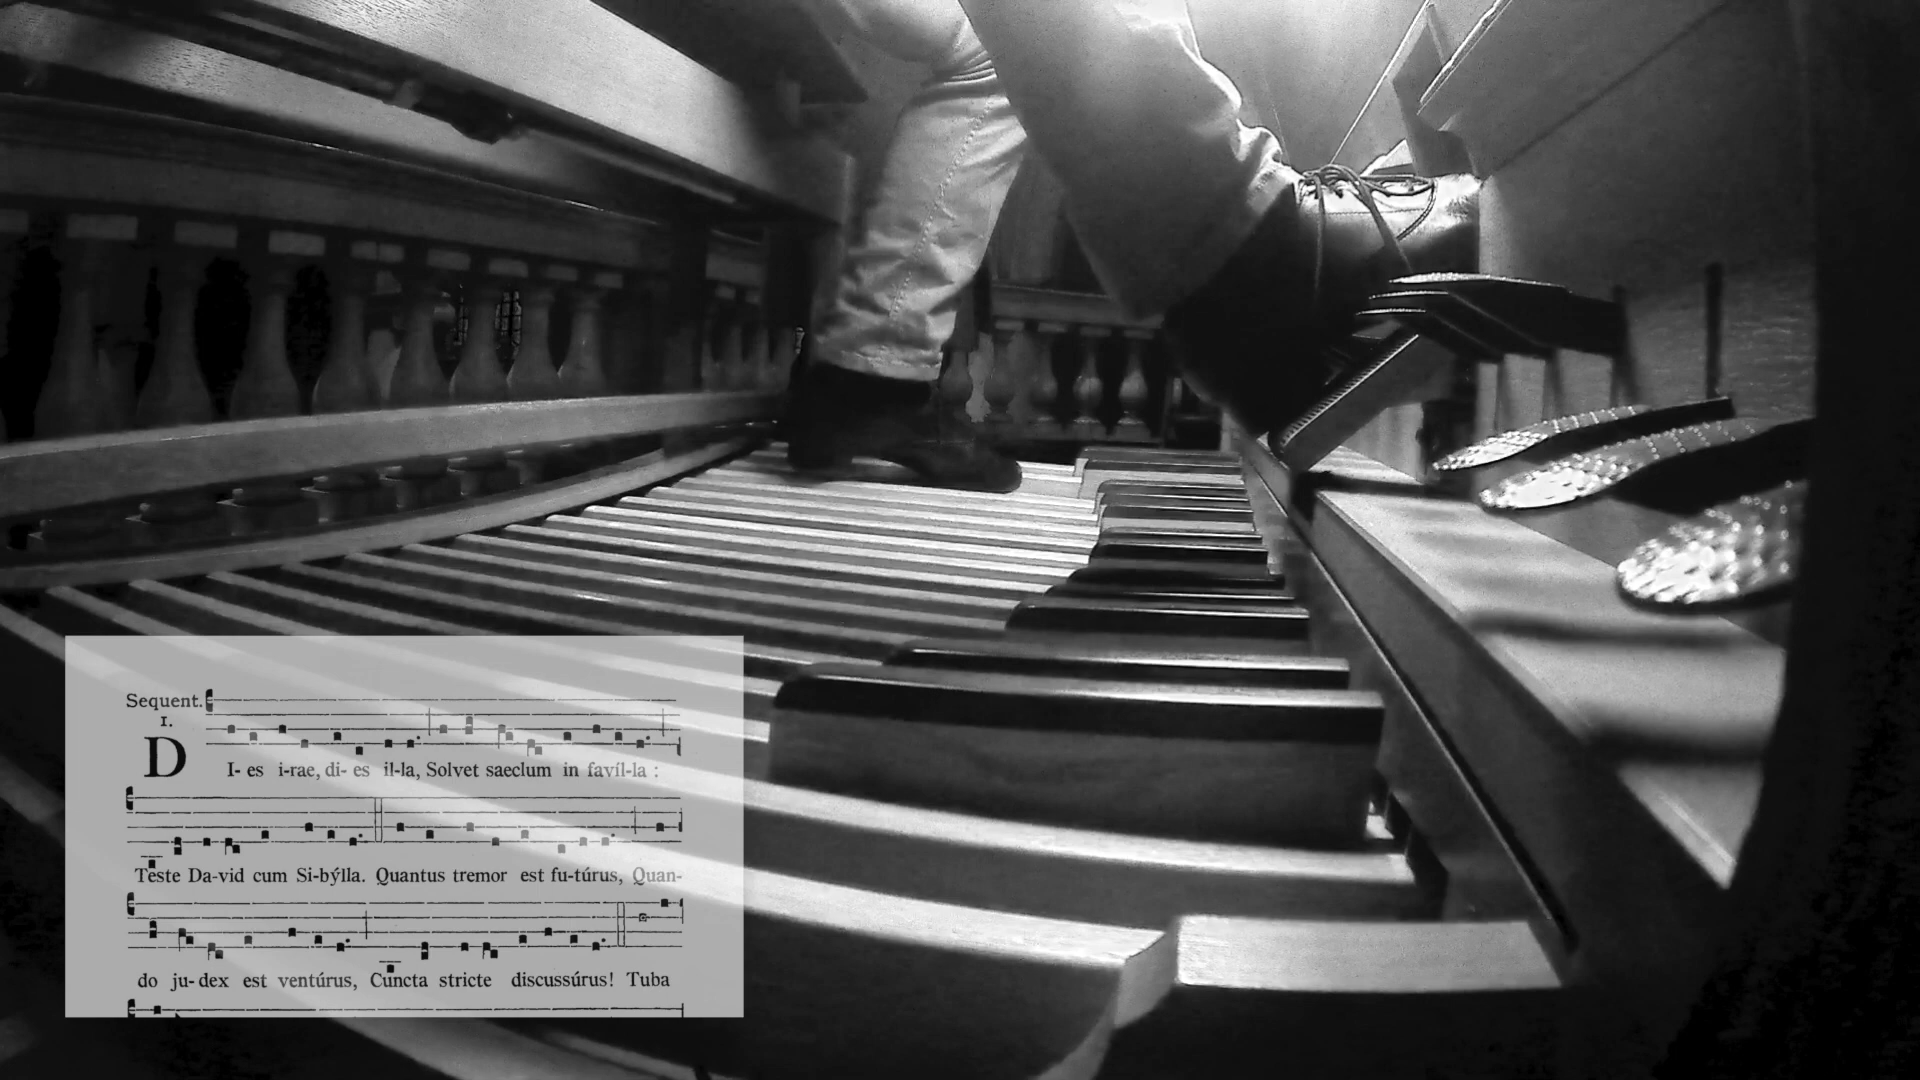 Sequent.
I.
DI- es i-rae, di- es il-la, Solvet saeclum in favíl-la :
Teste Da-vid cum Si-býlla. Quantus tremor est fu-túrus, Quan-
do ju-dex est ventúrus, Cuncta stricte discussúrus! Tuba